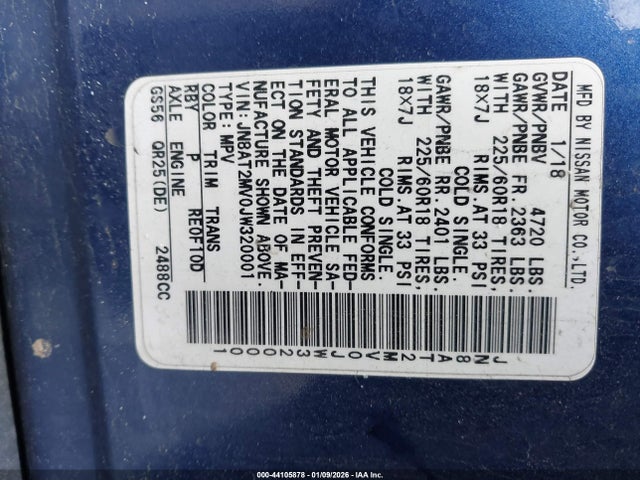 MFD BY NISSAN MOTOR CO.,LTD.
DATE 1/18
GVWR/PNBV 4720 LBS.
GAWR/PNBE FR.2363 LBS.
WITH 225/60R18 TIRES,
18X7J RIMS.AT 33 PSI
COLD SINGLE.
GAWR/PNBE RR.2401 LBS.
WITH 225/60R18 TIRES,
18X7J RIMS.AT 33 PSI
COLD SINGLE.
THIS VEHICLE CONFORMS
TO ALL APPLICABLE FED-
ERAL MOTOR VEHICLE SA-
FETY AND THEFT PREVEN-
TION STANDARDS IN EFF-
ECT ON THE DATE OF MA-
NUFACTURE SHOWN ABOVE.
VIN:JN8AT2MV0JW320001
TYPE:MPV
COLOR TRIM TRANS
RBY P RE0F10D
AXLE ENGINE
GS56 QR25(DE) 2488CC
JN8AT2MV0JW320001
000-44105878 - 01/09/2026 - IAA Inc.